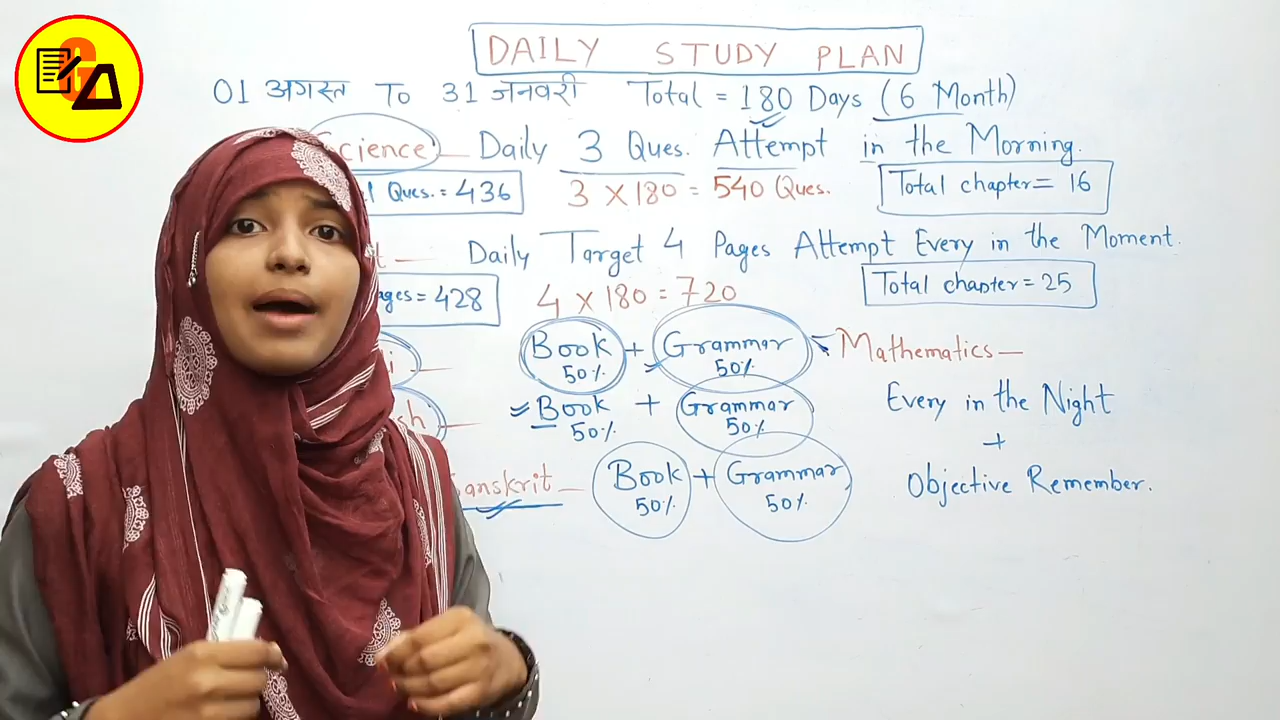 DAILY STUDY PLAN
01 अगस्त To 31 जनवरी Total = 180 Days (6 Month)
Science — Daily 3 Ques. Attempt in the Morning.
Ques. = 436 3 X 180 = 540 Ques. Total chapter = 16
Daily Target 4 Pages Attempt Every in the Moment.
ages = 428 4 X 180 = 720 Total chapter = 25
Book 50% + Grammar 50% Mathematics —
Book 50% + Grammar 50% Every in the Night
+
Sanskrit — Book 50% + Grammar 50% Objective Remember.